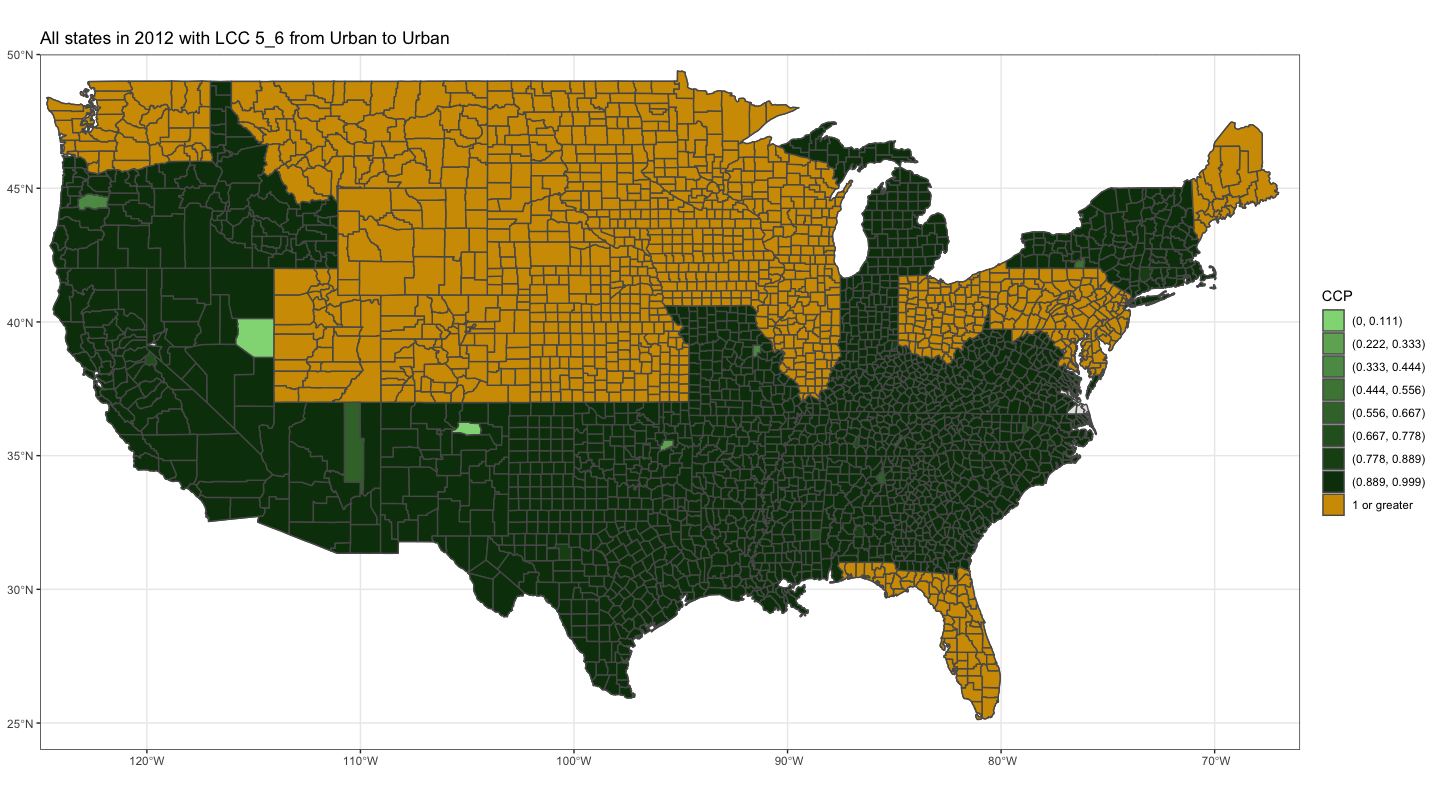 All states in 2012 with LCC 5_6 from Urban to Urban
50°N
45°N
40°N
35°N
30°N
25°N
120°W
110°W
100°W
90°W
80°W
70°W
CCP
(0, 0.111)
(0.222, 0.333)
(0.333, 0.444)
(0.444, 0.556)
(0.556, 0.667)
(0.667, 0.778)
(0.778, 0.889)
(0.889, 0.999)
1 or greater